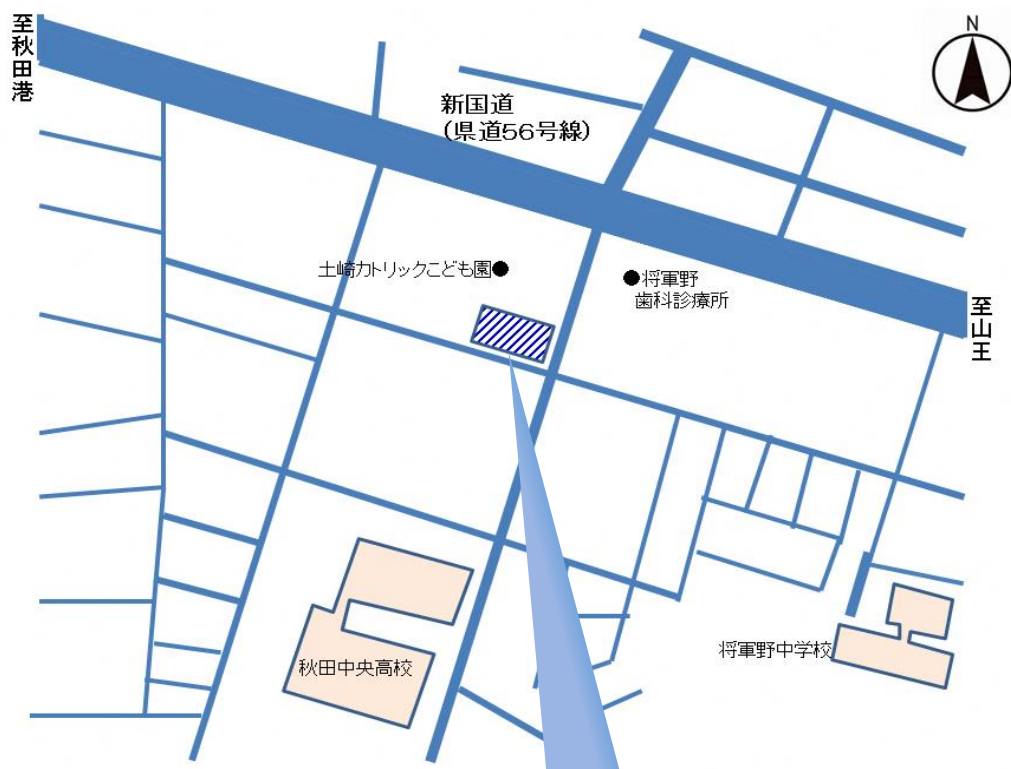 至秋田港
N
新国道
(県道56号線)
土崎カトリックこども園
将軍野
歯科診療所
至山王
秋田中央高校
将軍野中学校